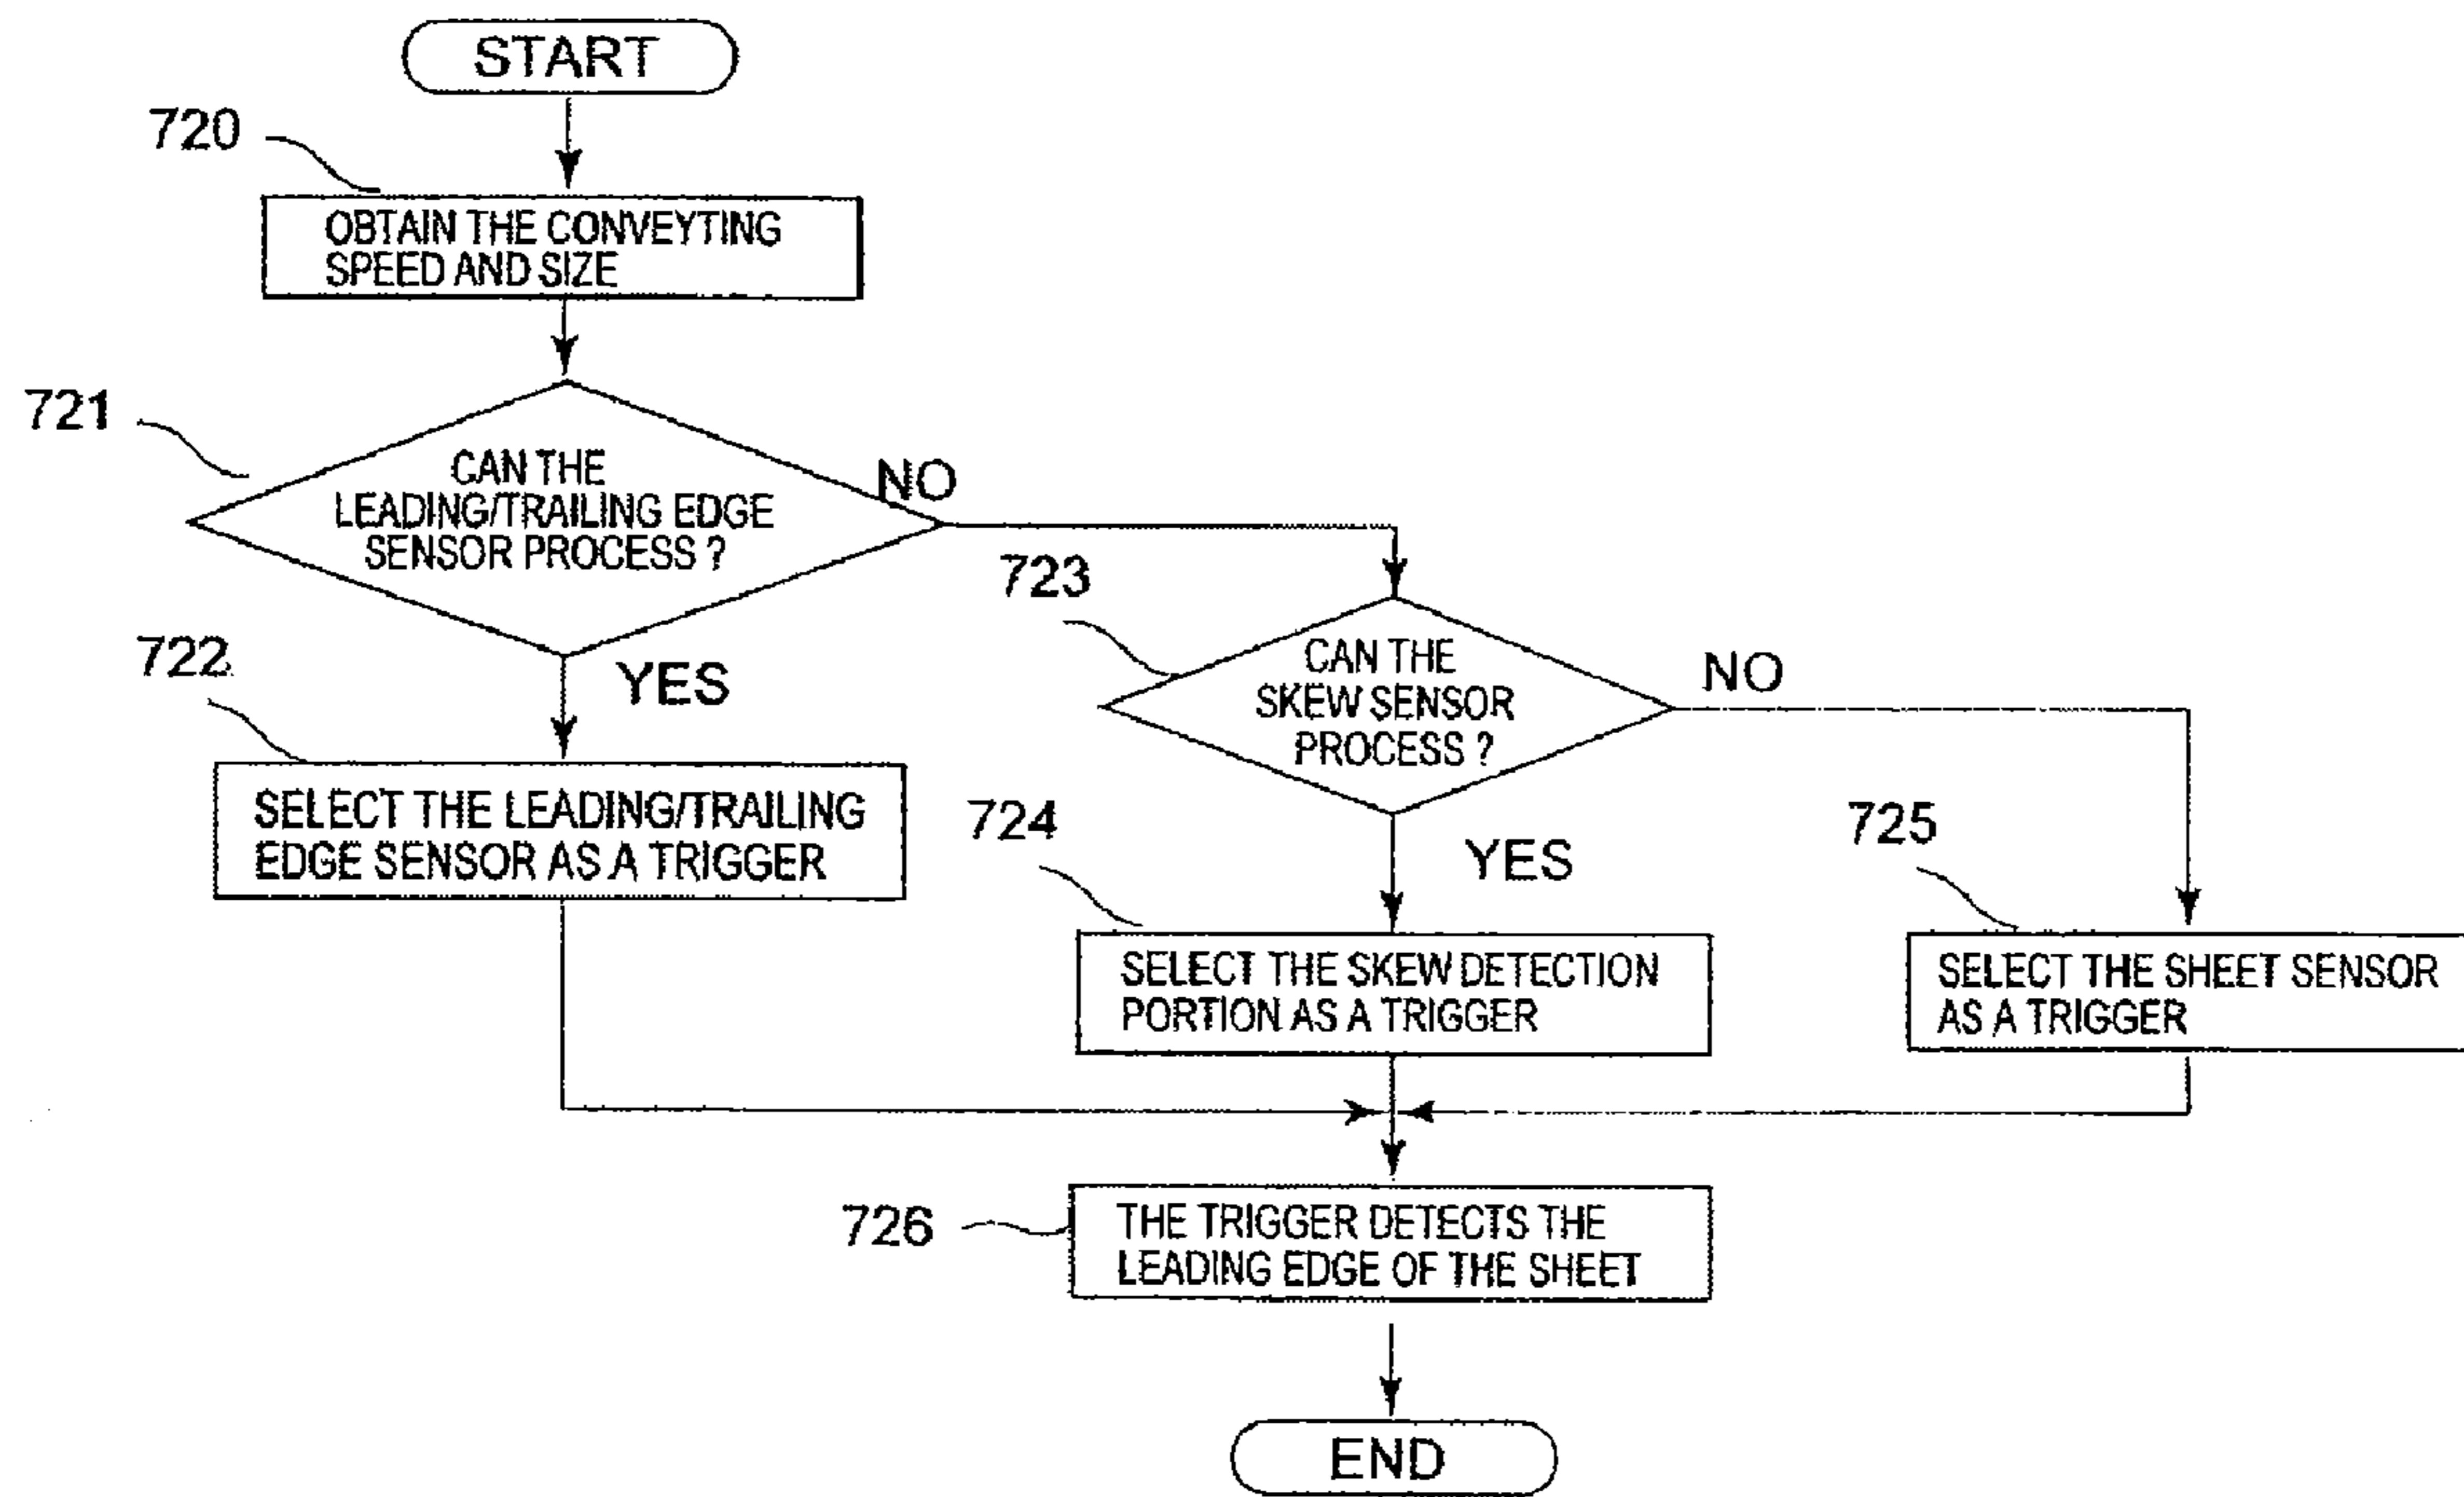 START
720
OBTAIN THE CONVEYTING
SPEED AND SIZE
721
CAN THE
LEADING/TRAILING EDGE
SENSOR PROCESS ?
NO
723
CAN THE
SKEW SENSOR
PROCESS ?
NO
722
YES
SELECT THE LEADING/TRAILING
EDGE SENSOR AS A TRIGGER
724
YES
725
SELECT THE SKEW DETECTION
PORTION AS A TRIGGER
SELECT THE SHEET SENSOR
AS A TRIGGER
726
THE TRIGGER DETECTS THE
LEADING EDGE OF THE SHEET
END